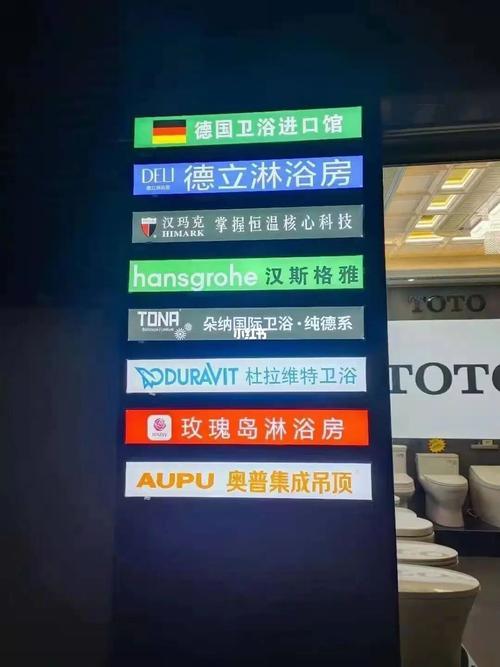 德国卫浴进口馆
DELI 德立淋浴房
汉玛克 HIMARK 掌握恒温核心科技
hansgrohe 汉斯格雅
TONA 朵纳国际卫浴·纯德系
小红书
DURAVIT 杜拉维特卫浴
玫瑰岛淋浴房
AUPU 奥普集成吊顶
TOTO
TOTO